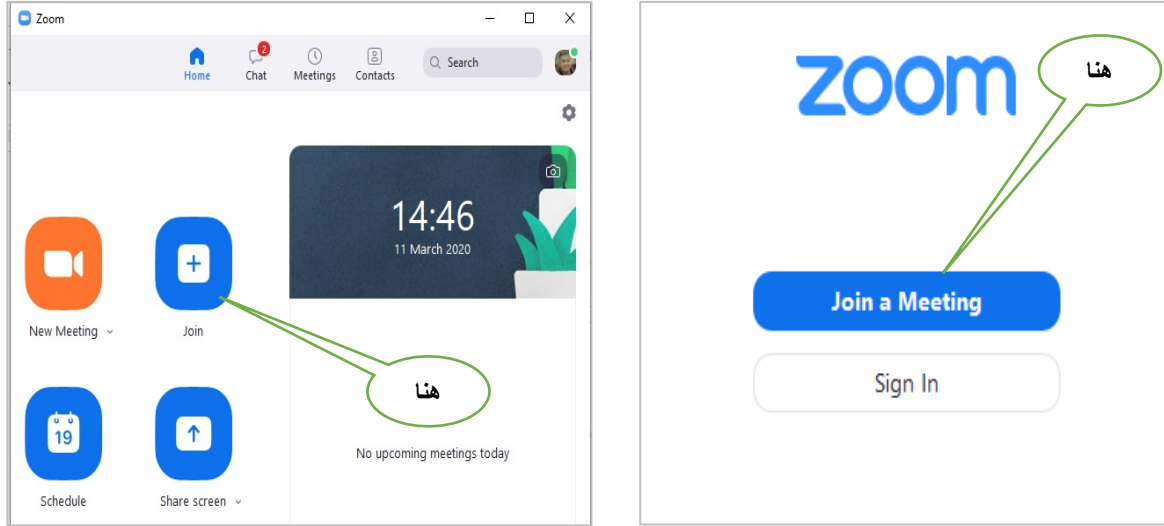 Zoom
2
Home
Chat
Meetings
Contacts
Search
14:46
11 March 2020
New Meeting
Join
هنا
19
Schedule
Share screen
No upcoming meetings today
zoom
هنا
Join a Meeting
Sign In